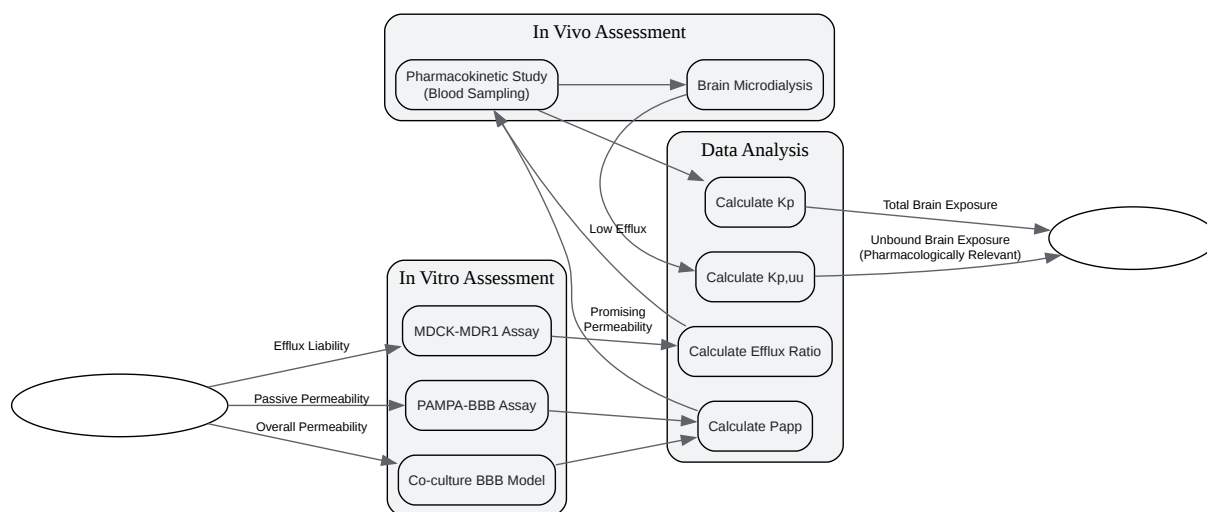 In Vivo Assessment
Pharmacokinetic Study
(Blood Sampling)
Brain Microdialysis
Data Analysis
Calculate Kp
Total Brain Exposure
Low Efflux
Unbound Brain Exposure
(Pharmacologically Relevant)
Calculate Kp,uu
In Vitro Assessment
MDCK-MDR1 Assay
Promising
Permeability
Efflux Liability
Calculate Efflux Ratio
Passive Permeability
PAMPA-BBB Assay
Overall Permeability
Calculate Papp
Co-culture BBB Model